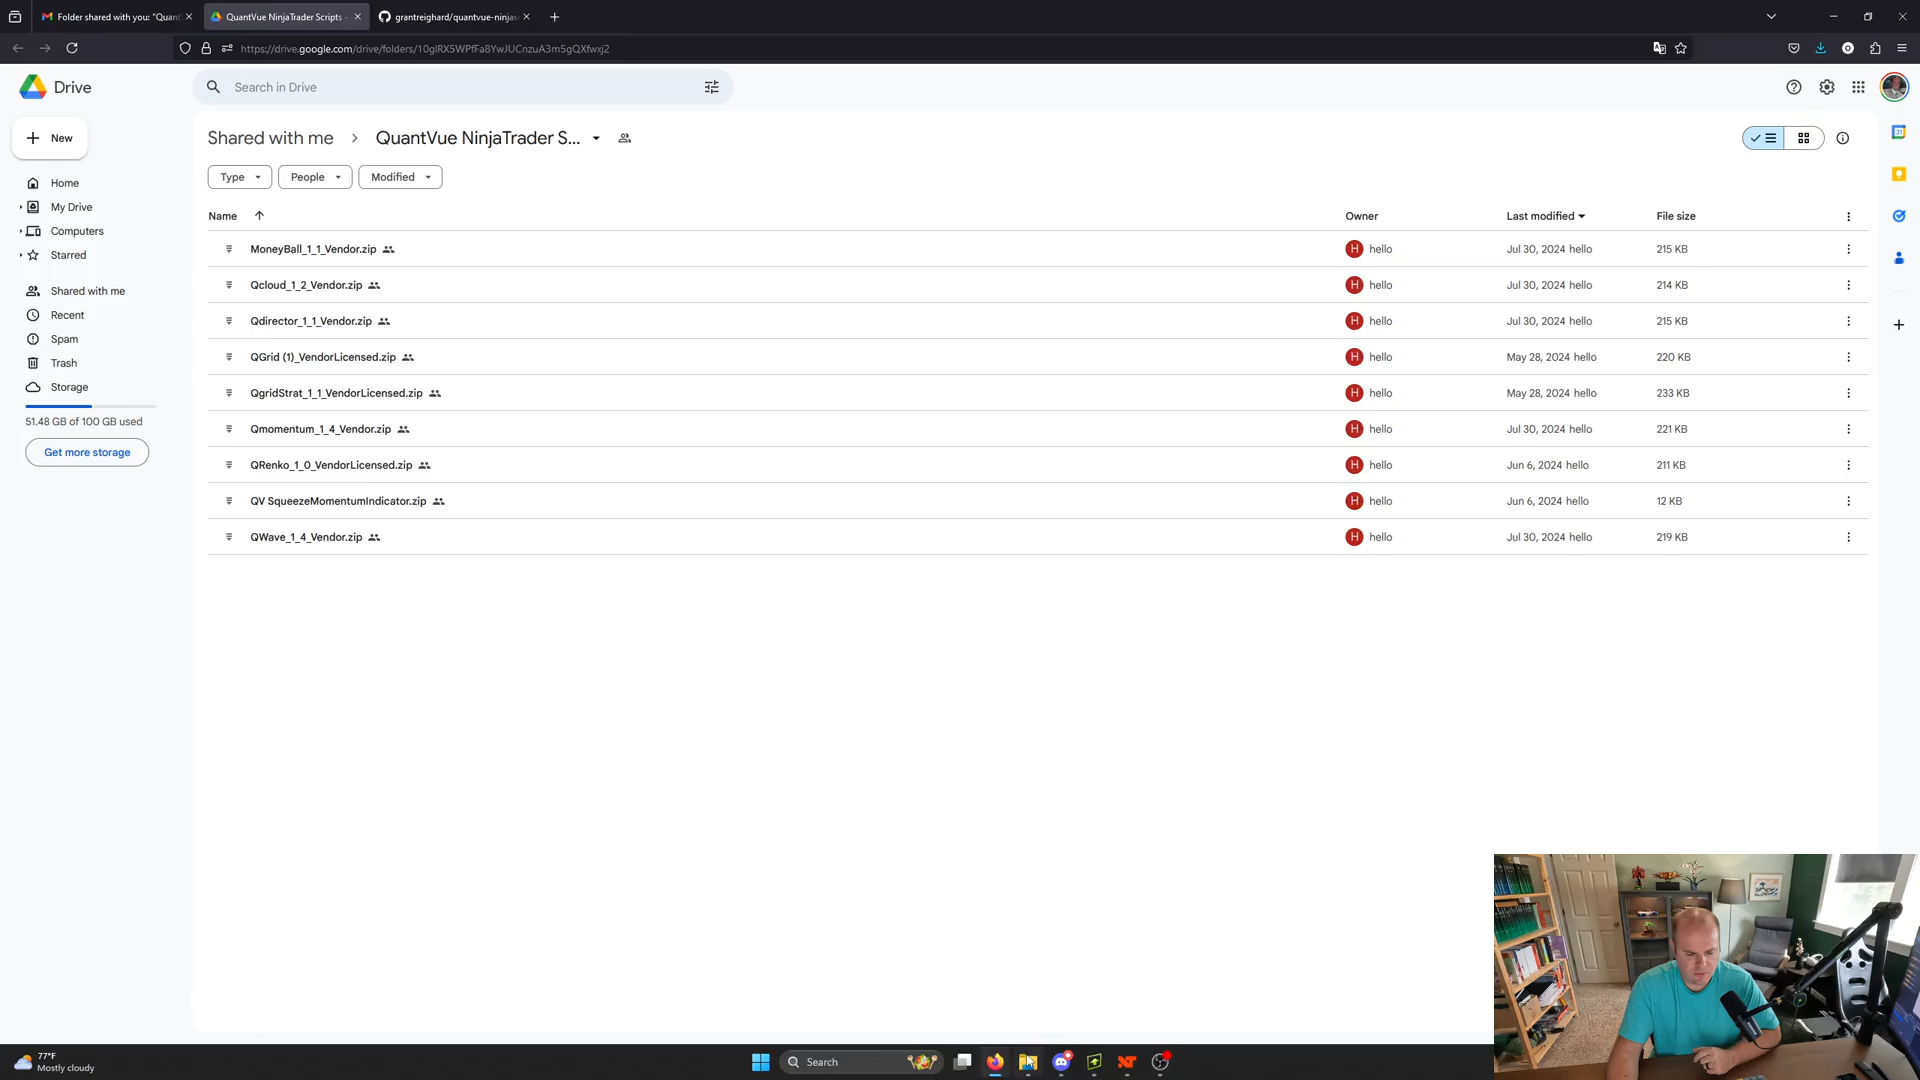 Folder shared with you: "Quant
QuantVue NinjaTrader Scripts -
grantreighard/quantvue-ninjas
https://drive.google.com/drive/folders/10glRX5WPfFa8YwJUCnzuA3m5gQXfwxj2
Drive
Search in Drive
New
Shared with me
QuantVue NinjaTrader S...
Type
People
Modified
Home
My Drive
Computers
Starred
Shared with me
Recent
Spam
Trash
Storage
51.48 GB of 100 GB used
Get more storage
Name
Owner
Last modified
File size
MoneyBall_1_1_Vendor.zip H hello Jul 30, 2024 hello 215 KB
Qcloud_1_2_Vendor.zip H hello Jul 30, 2024 hello 214 KB
Qdirector_1_1_Vendor.zip H hello Jul 30, 2024 hello 215 KB
QGrid (1)_VendorLicensed.zip H hello May 28, 2024 hello 220 KB
QgridStrat_1_1_VendorLicensed.zip H hello May 28, 2024 hello 233 KB
Qmomentum_1_4_Vendor.zip H hello Jul 30, 2024 hello 221 KB
QRenko_1_0_VendorLicensed.zip H hello Jun 6, 2024 hello 211 KB
QV SqueezeMomentumIndicator.zip H hello Jun 6, 2024 hello 12 KB
QWave_1_4_Vendor.zip H hello Jul 30, 2024 hello 219 KB
31
77°F
Mostly cloudy
Search